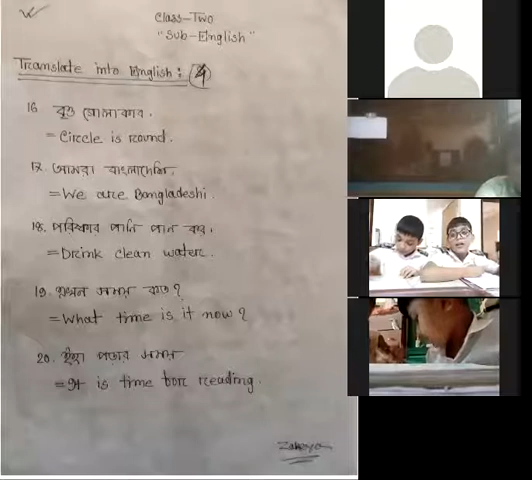 Class-Two
"Sub-English"
Translate into English: 4
16. বৃত্ত গোলাকার.
= Circle is round.
17. আমরা বাংলাদেশি.
= We are Bangladeshi.
18. পরিষ্কার পানি পান কর.
= Drink clean water.
19. এখন সময় কত?
= What time is it now?
20. ইহা পড়ার সময়
= It is time for reading.